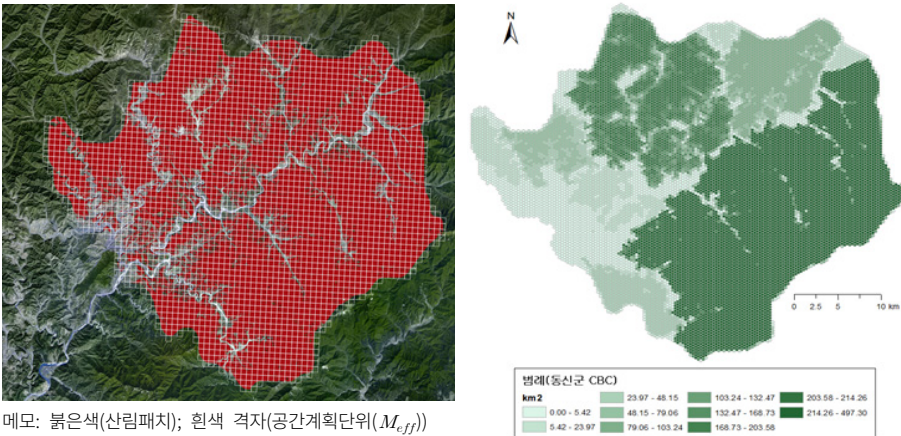 메모: 붉은색(산림패치); 흰색 격자(공간계획단위(M_{eff}))
N
0 2.5 5 10 km
범례(동신군 CBC)
km2
0.00 - 5.42
5.42 - 23.97
23.97 - 48.15
48.15 - 79.06
79.06 - 103.24
103.24 - 132.47
132.47 - 168.73
168.73 - 203.58
203.58 - 214.26
214.26 - 497.30